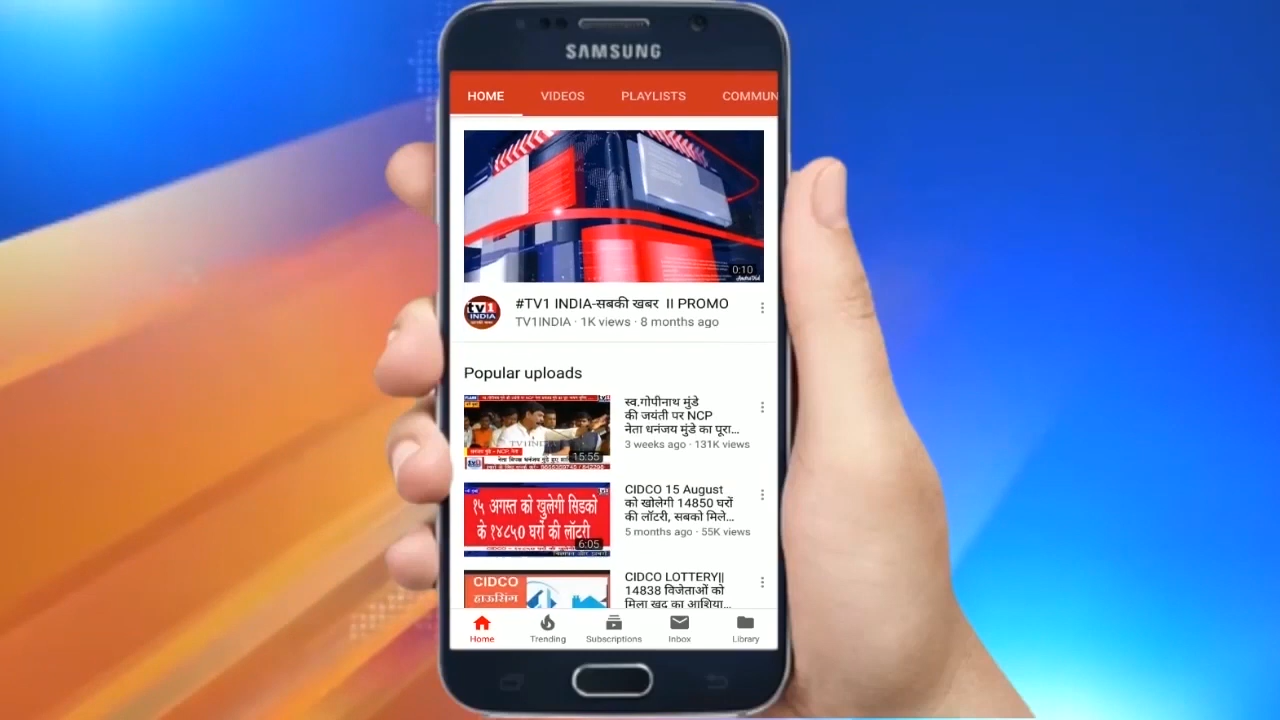 SAMSUNG
HOME VIDEOS PLAYLISTS COMMUN
0:10
#TV1 INDIA-सबकी खबर II PROMO
TV1INDIA · 1K views · 8 months ago
tv1
INDIA
Popular uploads
स्व.गोपीनाथ मुंडे
की जयंती पर NCP
नेता धनंजय मुंडे का पूरा...
3 weeks ago · 131K views
TV1INDIA
15:55
CIDCO 15 August
को खोलेगी 14850 घरों
की लॉटरी, सबको मिले...
5 months ago · 55K views
१५ अगस्त को खुलेगी सिडको
के १४८५० घरों की लॉटरी
6:05
CIDCO LOTTERY||
14838 विजेताओं को
मिला खुद का आशिया...
CIDCO
हाऊसिंग
Home Trending Subscriptions Inbox Library